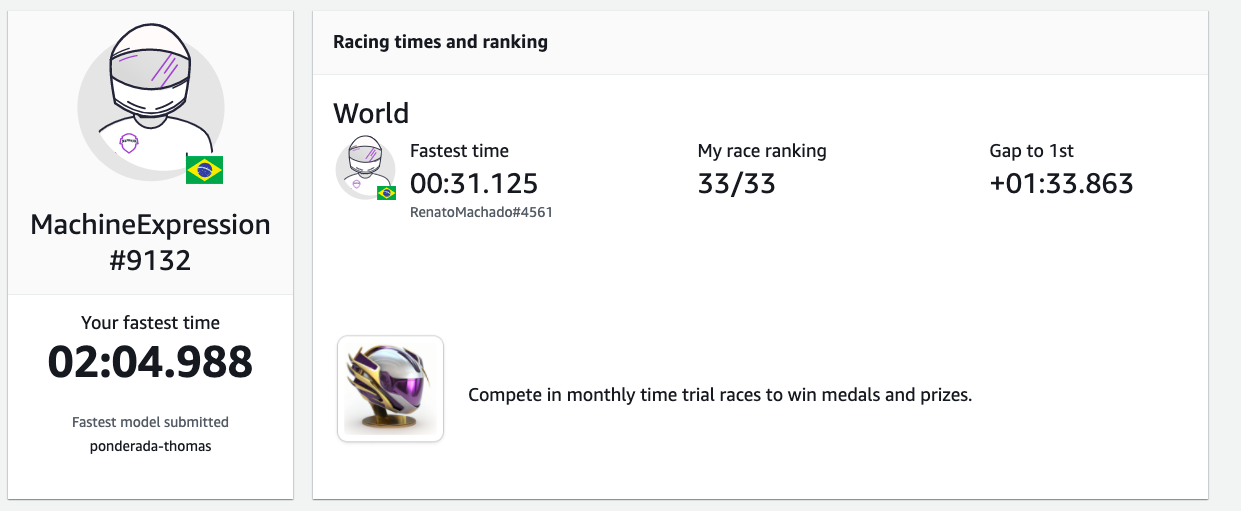 MachineExpression
#9132
Your fastest time
02:04.988
Fastest model submitted
ponderada-thomas
Racing times and ranking
World
Fastest time
00:31.125
RenatoMachado#4561
My race ranking
33/33
Gap to 1st
+01:33.863
Compete in monthly time trial races to win medals and prizes.